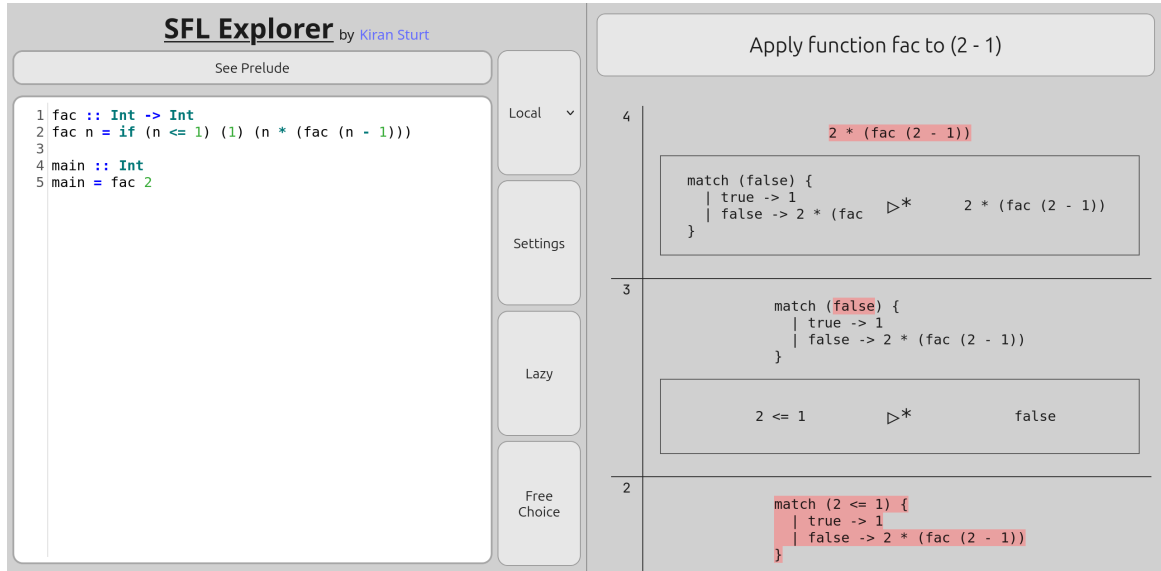 SFL Explorer by Kiran Sturt
See Prelude
1 fac :: Int -> Int
2 fac n = if (n <= 1) (1) (n * (fac (n - 1)))
3
4 main :: Int
5 main = fac 2
Local
Settings
Lazy
Free
Choice
Apply function fac to (2 - 1)
4
2 * (fac (2 - 1))
match (false) {
| true -> 1
| false -> 2 * (fac
}
▷*
2 * (fac (2 - 1))
3
match (false) {
| true -> 1
| false -> 2 * (fac (2 - 1))
}
2 <= 1 ▷* false
2
match (2 <= 1) {
| true -> 1
| false -> 2 * (fac (2 - 1))
}